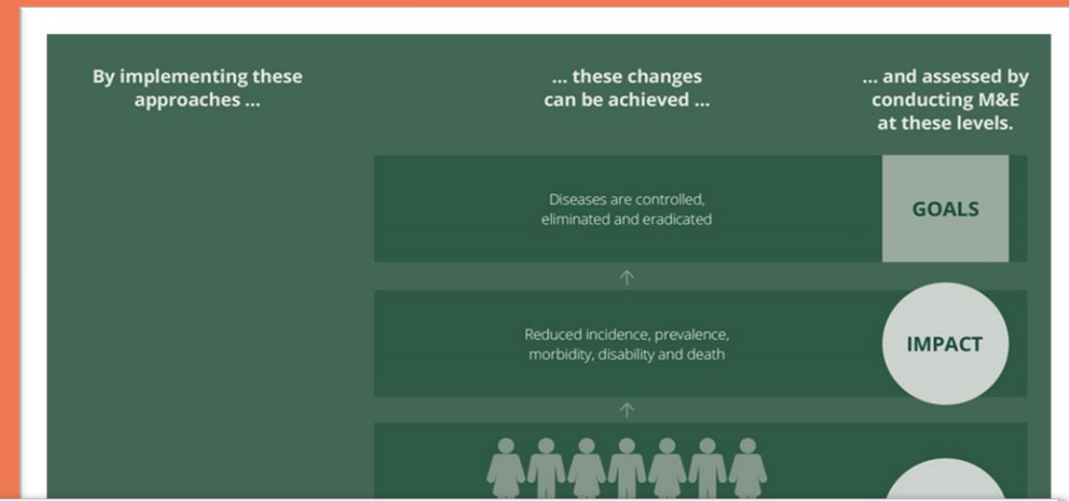 By implementing these
approaches ...
... these changes
can be achieved ...
... and assessed by
conducting M&E
at these levels.
Diseases are controlled,
eliminated and eradicated
GOALS
Reduced incidence, prevalence,
morbidity, disability and death
IMPACT